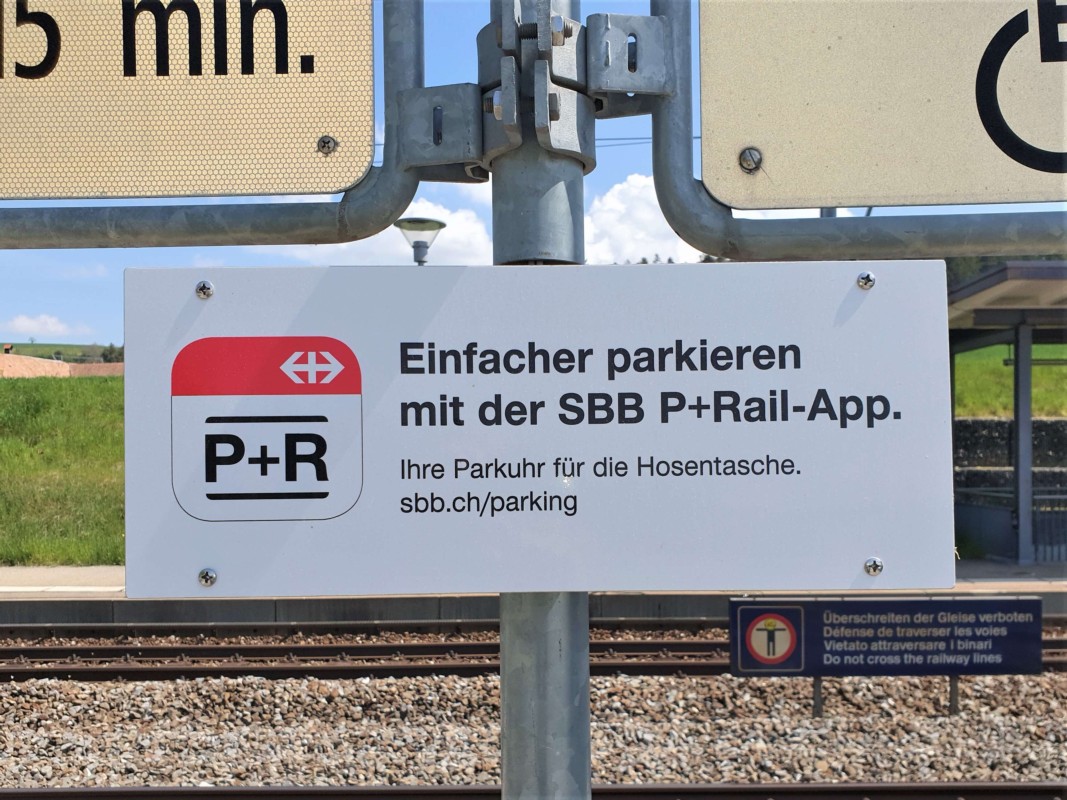 15 min.
Einfacher parkieren
mit der SBB P+Rail-App.
P+R
Ihre Parkuhr für die Hosentasche.
sbb.ch/parking
Überschreiten der Gleise verboten
Défense de traverser les voies
Vietato attraversare i binari
Do not cross the railway lines